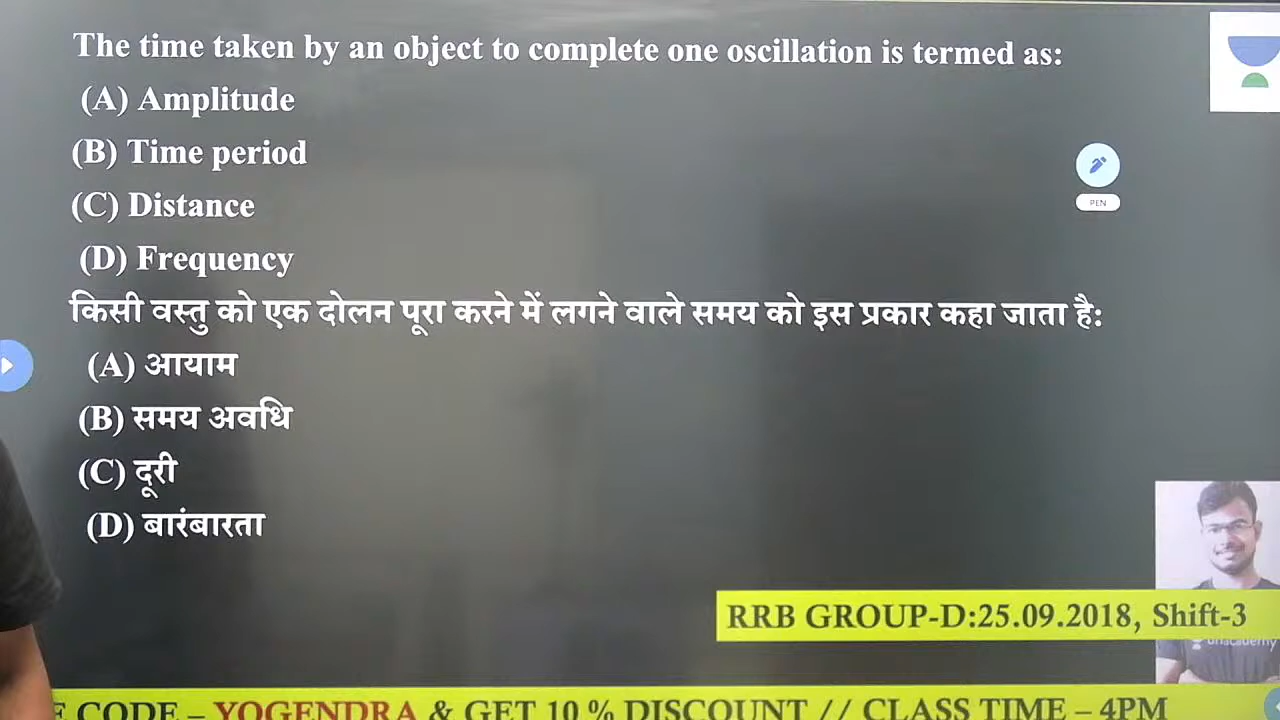 The time taken by an object to complete one oscillation is termed as:
(A) Amplitude
(B) Time period
(C) Distance
(D) Frequency
किसी वस्तु को एक दोलन पूरा करने में लगने वाले समय को इस प्रकार कहा जाता है:
(A) आयाम
(B) समय अवधि
(C) दूरी
(D) बारंबारता
PEN
RRB GROUP-D:25.09.2018, Shift-3
unacademy
E CODE – YOGENDRA & GET 10 % DISCOUNT // CLASS TIME – 4PM